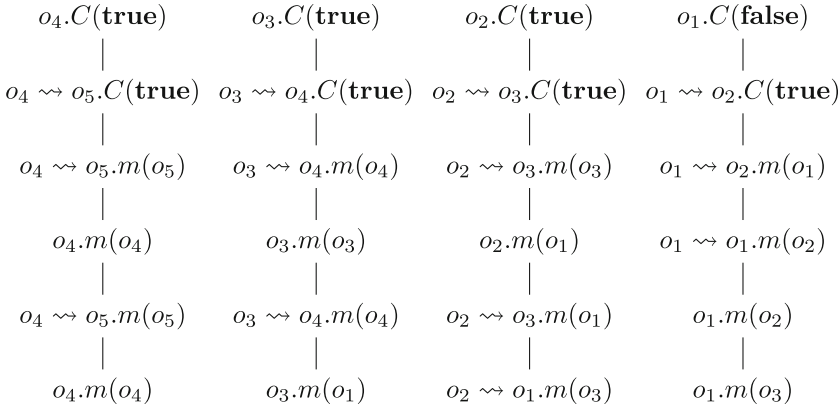 o₄.C(true) o₃.C(true) o₂.C(true) o₁.C(false)
o₄ ⇝ o₅.C(true) o₃ ⇝ o₄.C(true) o₂ ⇝ o₃.C(true) o₁ ⇝ o₂.C(true)
o₄ ⇝ o₅.m(o₅) o₃ ⇝ o₄.m(o₄) o₂ ⇝ o₃.m(o₃) o₁ ⇝ o₂.m(o₁)
o₄.m(o₄) o₃.m(o₃) o₂.m(o₁) o₁ ⇝ o₁.m(o₂)
o₄ ⇝ o₅.m(o₅) o₃ ⇝ o₄.m(o₄) o₂ ⇝ o₃.m(o₁) o₁.m(o₂)
o₄.m(o₄) o₃.m(o₁) o₂ ⇝ o₁.m(o₃) o₁.m(o₃)